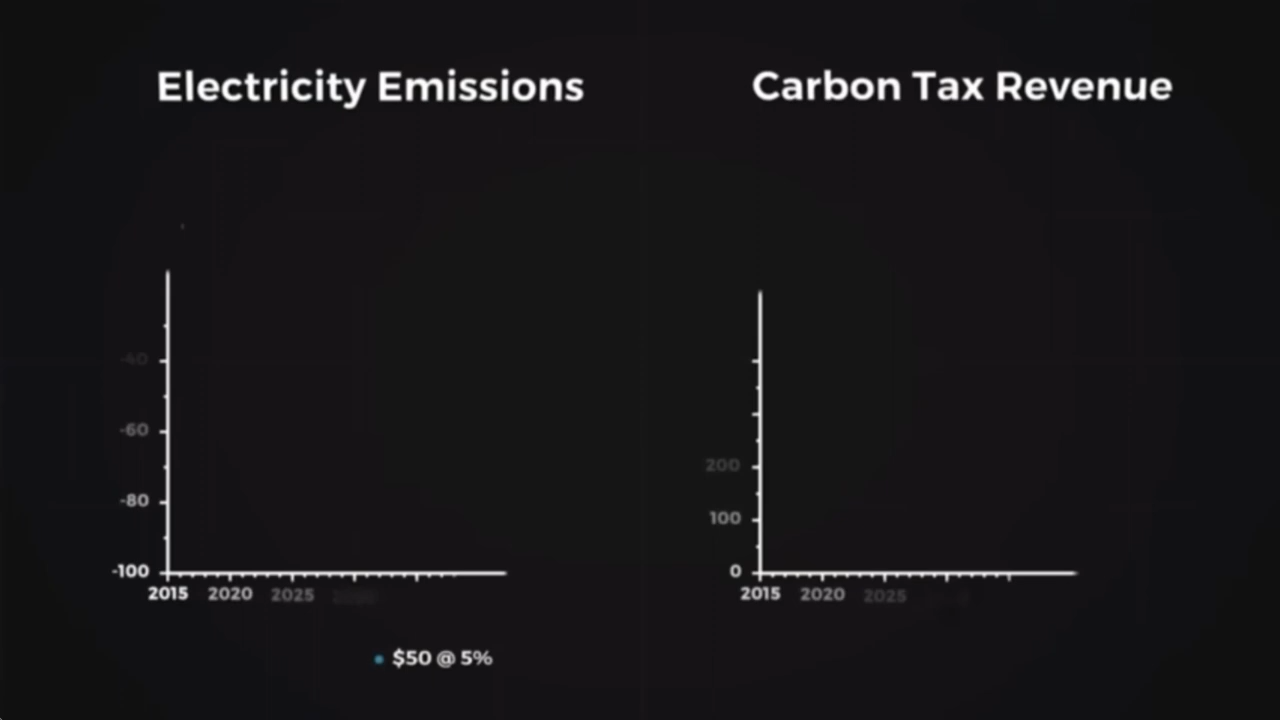 Electricity Emissions
Carbon Tax Revenue
-40
-60
-80
-100
2015 2020 2025
200
100
0
2015 2020 2025
$50 @ 5%